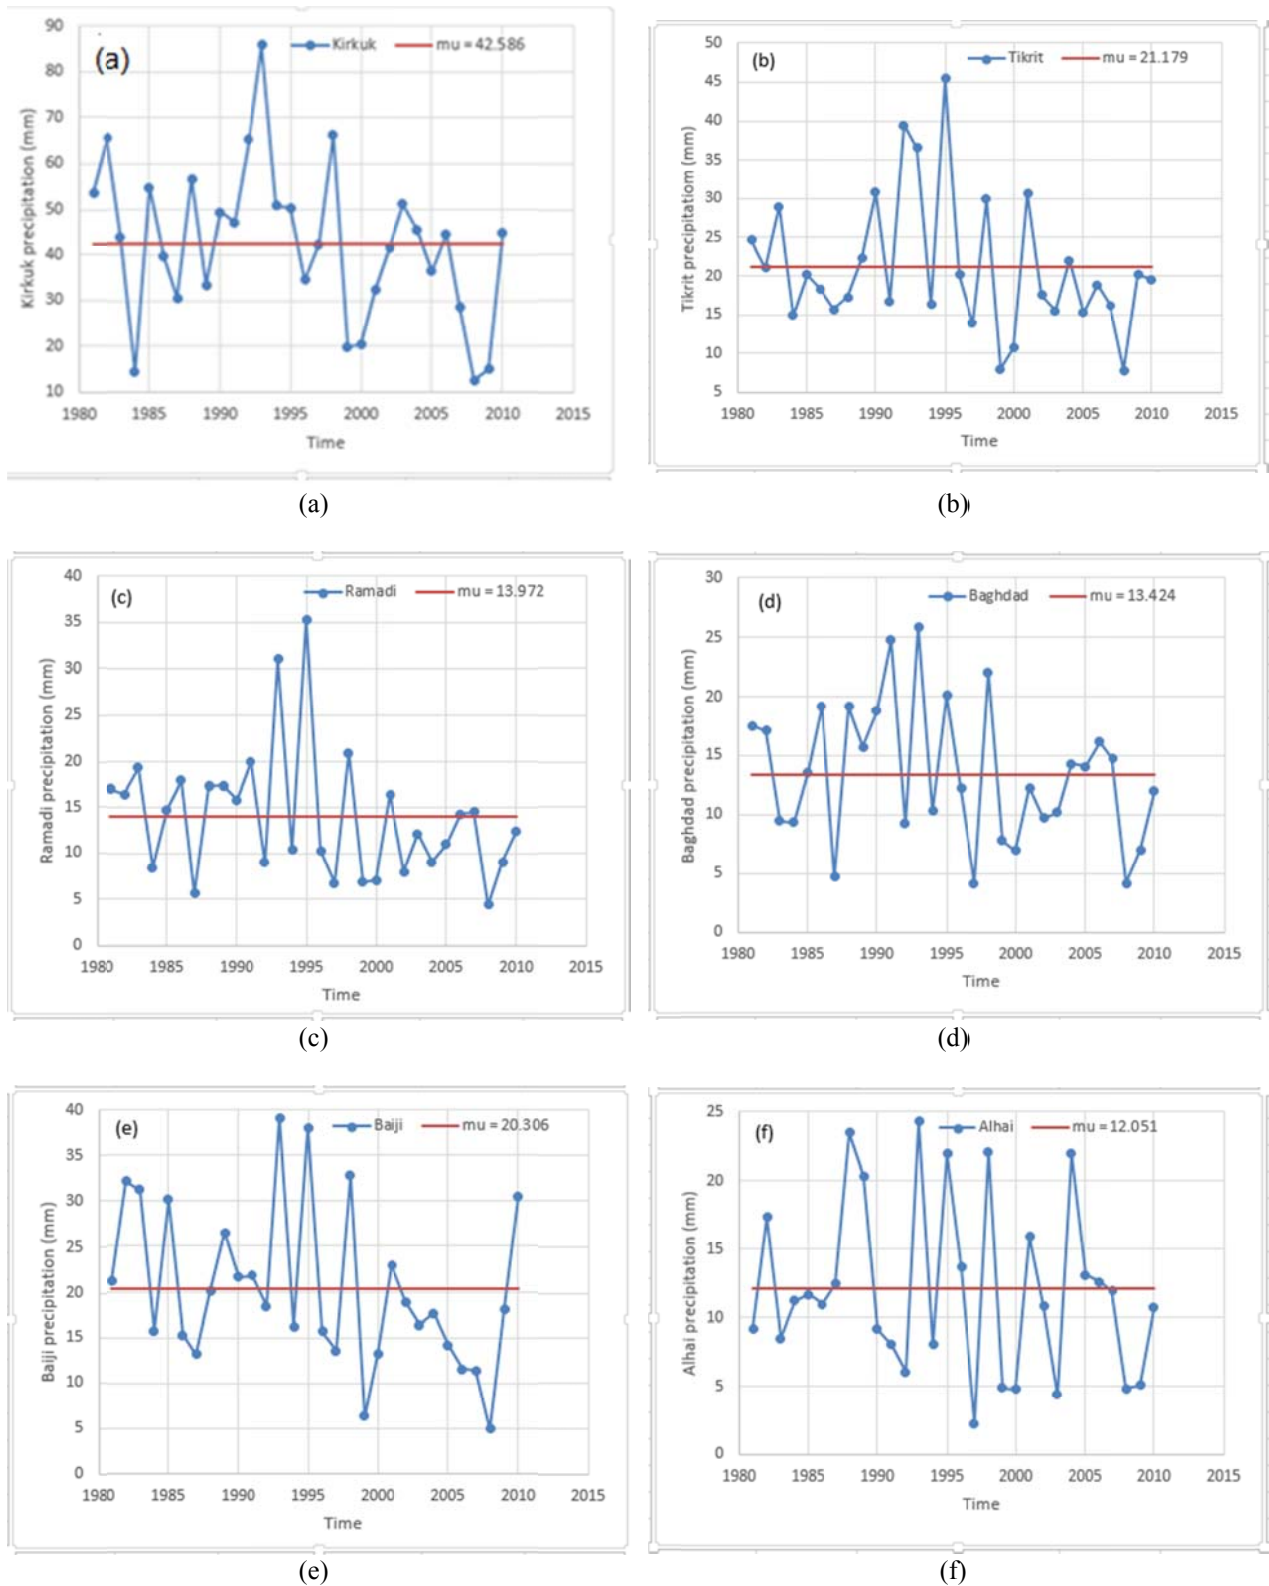 (a)
Kirkuk
mu = 42.586
90
80
70
60
50
40
30
20
10
Kirkuk precipitation (mm)
1980 1985 1990 1995 2000 2005 2010 2015
Time
(a)
(b)
Tikrit
mu = 21.179
50
45
40
35
30
25
20
15
10
5
Tikrit precipitatiom (mm)
1980 1985 1990 1995 2000 2005 2010 2015
Time
(b)
(c)
Ramadi
mu = 13.972
40
35
30
25
20
15
10
5
0
Ramadi precipitation (mm)
1980 1985 1990 1995 2000 2005 2010 2015
Time
(c)
(d)
Baghdad
mu = 13.424
30
25
20
15
10
5
0
Baghdad precipitation (mm)
1980 1985 1990 1995 2000 2005 2010 2015
Time
(d)
(e)
Baiji
mu = 20.306
40
35
30
25
20
15
10
5
0
Baiji precipitation (mm)
1980 1985 1990 1995 2000 2005 2010 2015
Time
(e)
(f)
Alhai
mu = 12.051
25
20
15
10
5
0
Alhai precipitation (mm)
1980 1985 1990 1995 2000 2005 2010 2015
Time
(f)